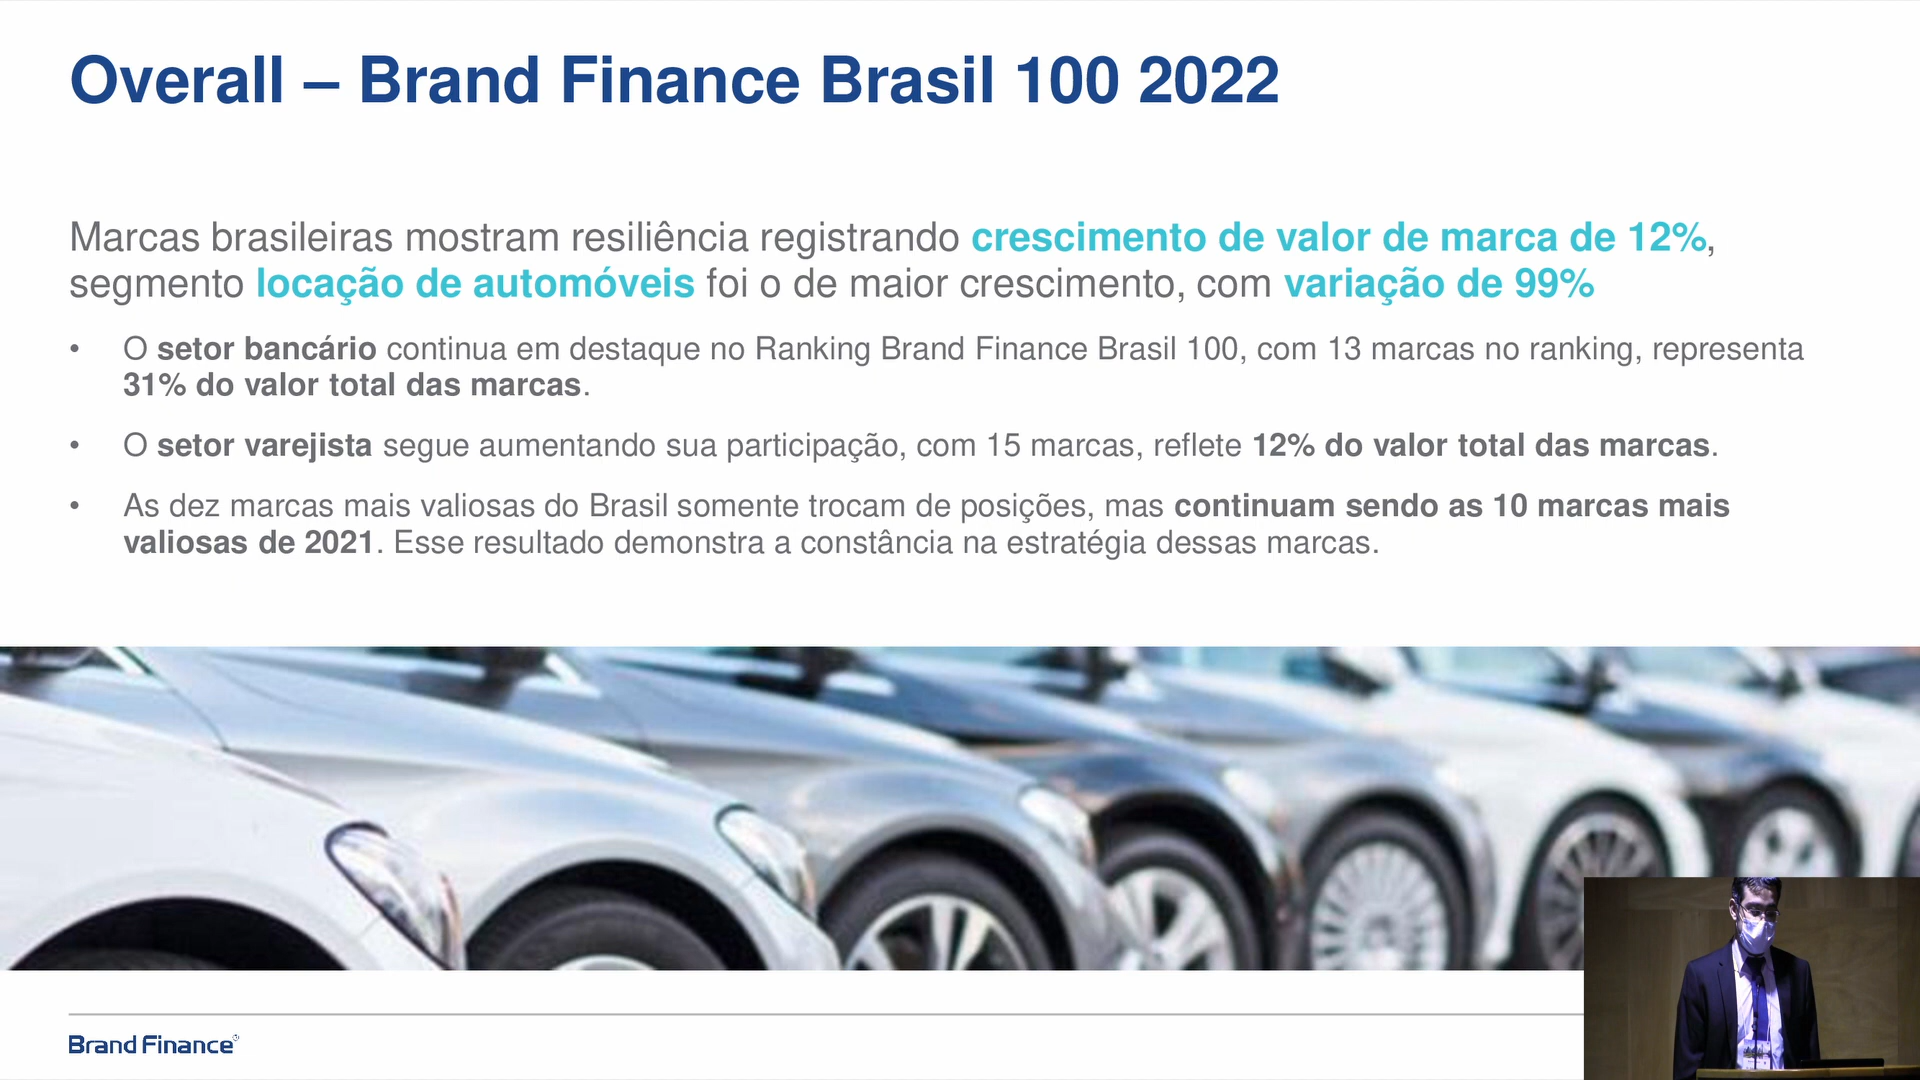 Overall – Brand Finance Brasil 100 2022
Marcas brasileiras mostram resiliência registrando crescimento de valor de marca de 12%,
segmento locação de automóveis foi o de maior crescimento, com variação de 99%
• O setor bancário continua em destaque no Ranking Brand Finance Brasil 100, com 13 marcas no ranking, representa
31% do valor total das marcas.
• O setor varejista segue aumentando sua participação, com 15 marcas, reflete 12% do valor total das marcas.
• As dez marcas mais valiosas do Brasil somente trocam de posições, mas continuam sendo as 10 marcas mais
valiosas de 2021. Esse resultado demonstra a constância na estratégia dessas marcas.
Brand Finance®